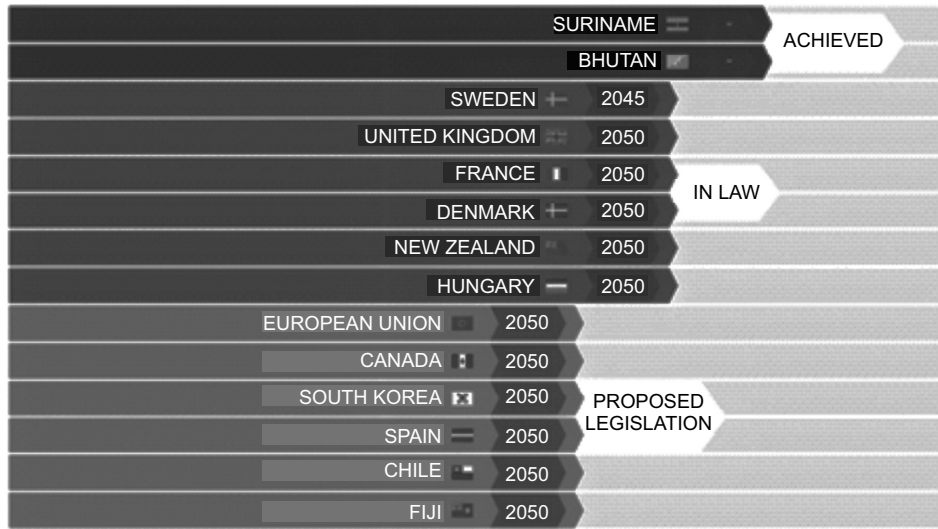 SURINAME -
ACHIEVED
BHUTAN -
SWEDEN 2045
UNITED KINGDOM 2050
FRANCE 2050
IN LAW
DENMARK 2050
NEW ZEALAND 2050
HUNGARY 2050
EUROPEAN UNION 2050
CANADA 2050
SOUTH KOREA 2050
PROPOSED
LEGISLATION
SPAIN 2050
CHILE 2050
FIJI 2050